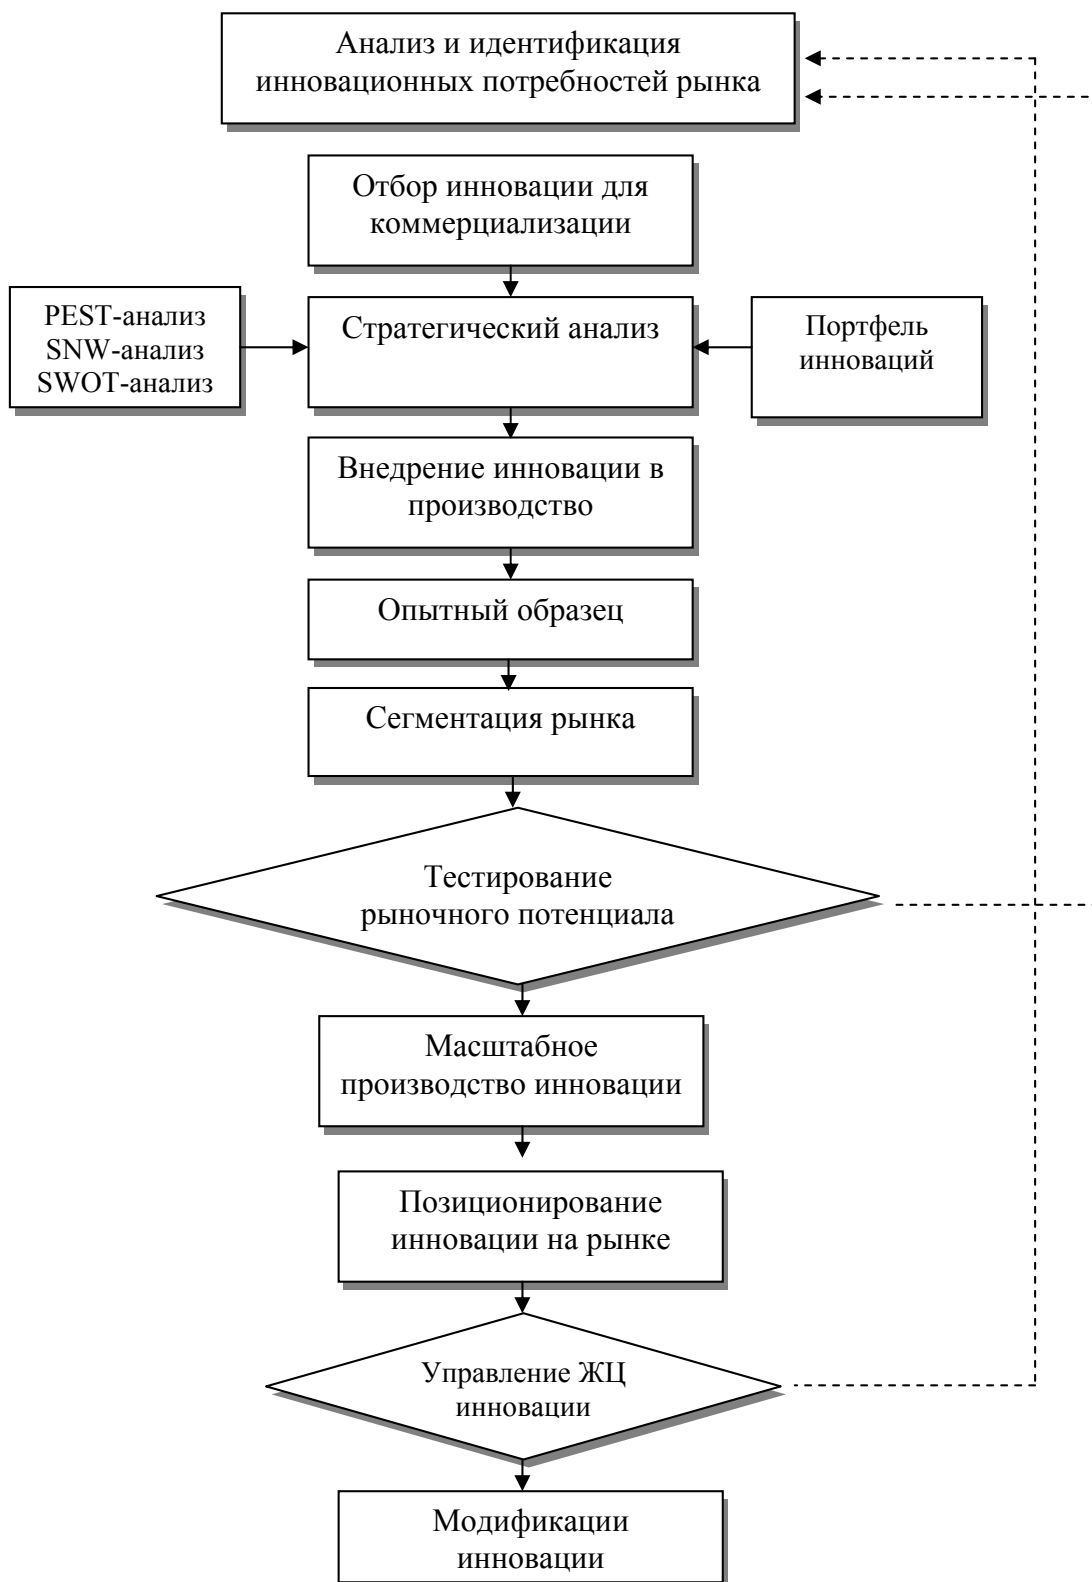 Анализ и идентификация
инновационных потребностей рынка
Отбор инновации для
коммерциализации
PEST-анализ
SNW-анализ
SWOT-анализ
Стратегический анализ
Портфель
инноваций
Внедрение инновации в
производство
Опытный образец
Сегментация рынка
Тестирование
рыночного потенциала
Масштабное
производство инновации
Позиционирование
инновации на рынке
Управление ЖЦ
инновации
Модификации
инновации